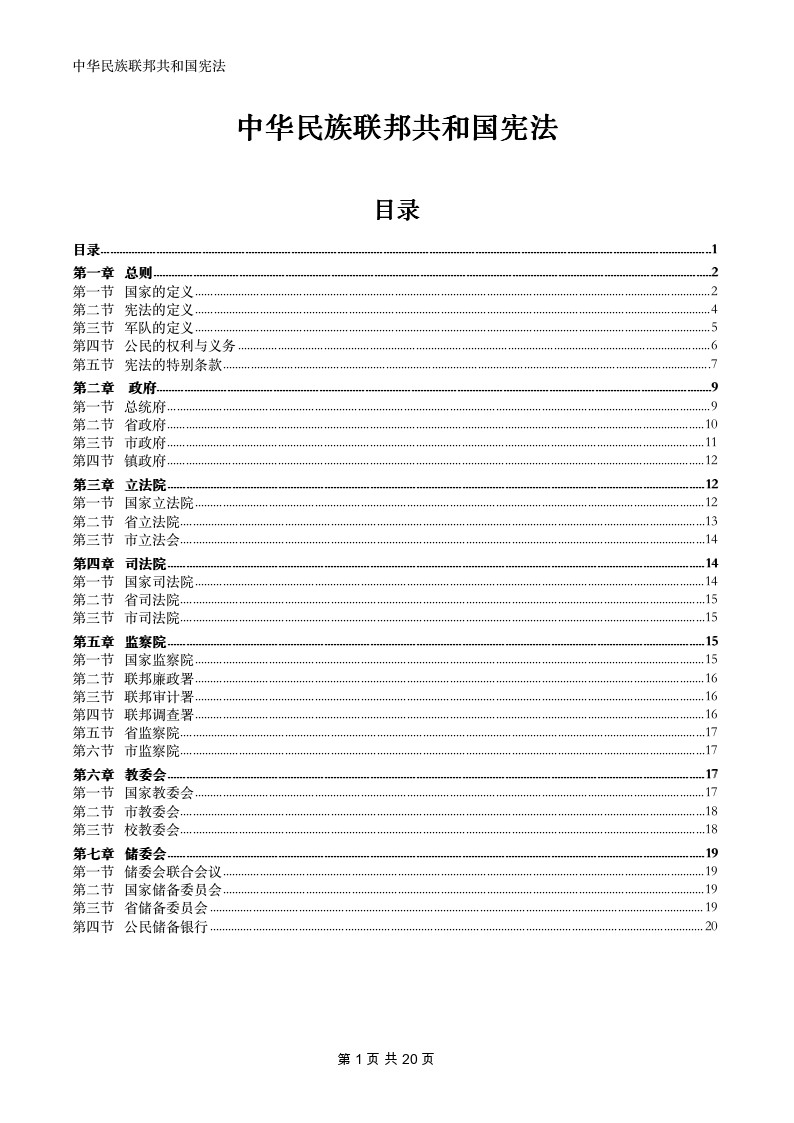 中华民族联邦共和国宪法
中华民族联邦共和国宪法
目录
目录........1
第一章 总则........2
第一节 国家的定义........2
第二节 宪法的定义........4
第三节 军队的定义........5
第四节 公民的权利与义务........6
第五节 宪法的特别条款........7
第二章 政府........9
第一节 总统府........9
第二节 省政府........10
第三节 市政府........11
第四节 镇政府........12
第三章 立法院........12
第一节 国家立法院........12
第二节 省立法院........13
第三节 市立法会........14
第四章 司法院........14
第一节 国家司法院........14
第二节 省司法院........15
第三节 市司法院........15
第五章 监察院........15
第一节 国家监察院........15
第二节 联邦廉政署........16
第三节 联邦审计署........16
第四节 联邦调查署........16
第五节 省监察院........17
第六节 市监察院........17
第六章 教委会........17
第一节 国家教委会........17
第二节 市教委会........18
第三节 校教委会........18
第七章 储委会........19
第一节 储委会联合会议........19
第二节 国家储备委员会........19
第三节 省储备委员会........19
第四节 公民储备银行........20
第 1 页 共 20 页